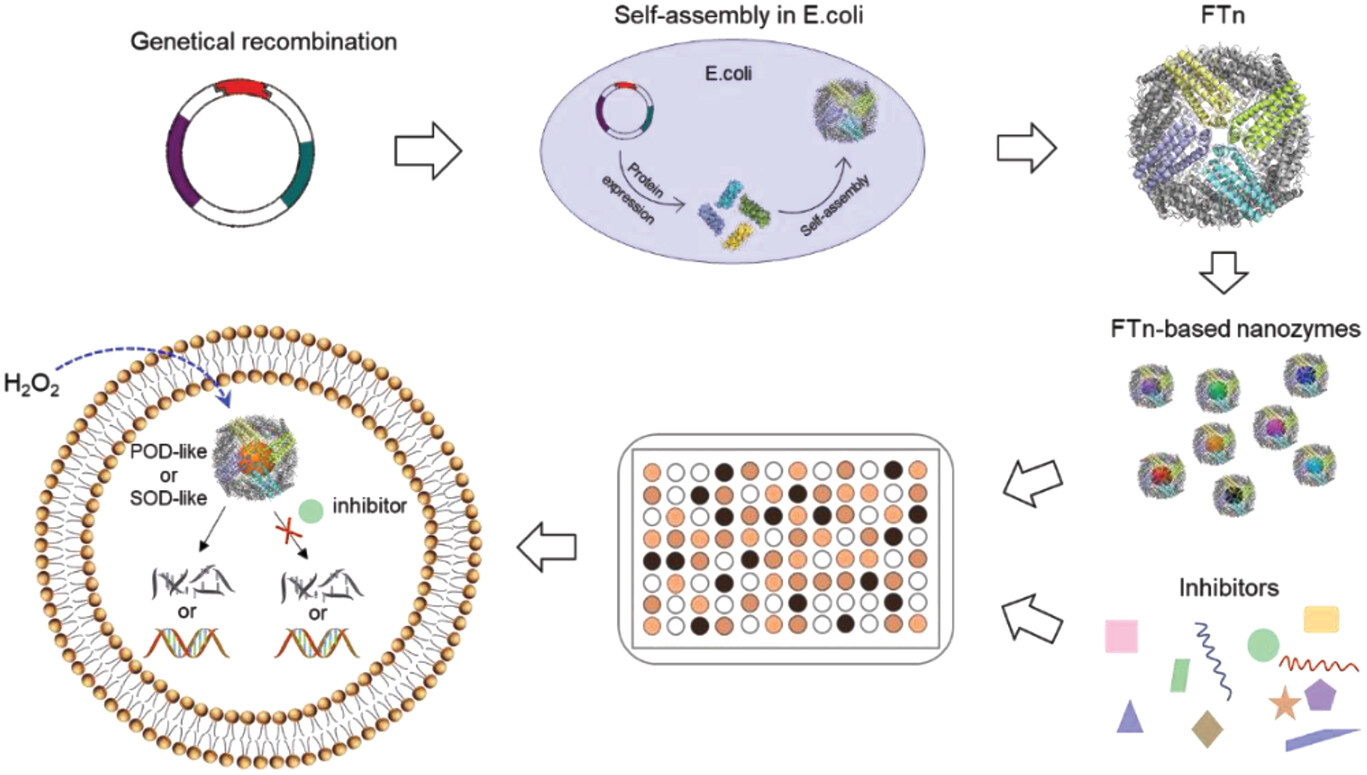 Genetical recombination
Self-assembly in E.coli
FTn
E.coli
Protein
expression
Self-assembly
FTn-based nanozymes
H₂O₂
POD-like
or
SOD-like
inhibitor
or
or
Inhibitors